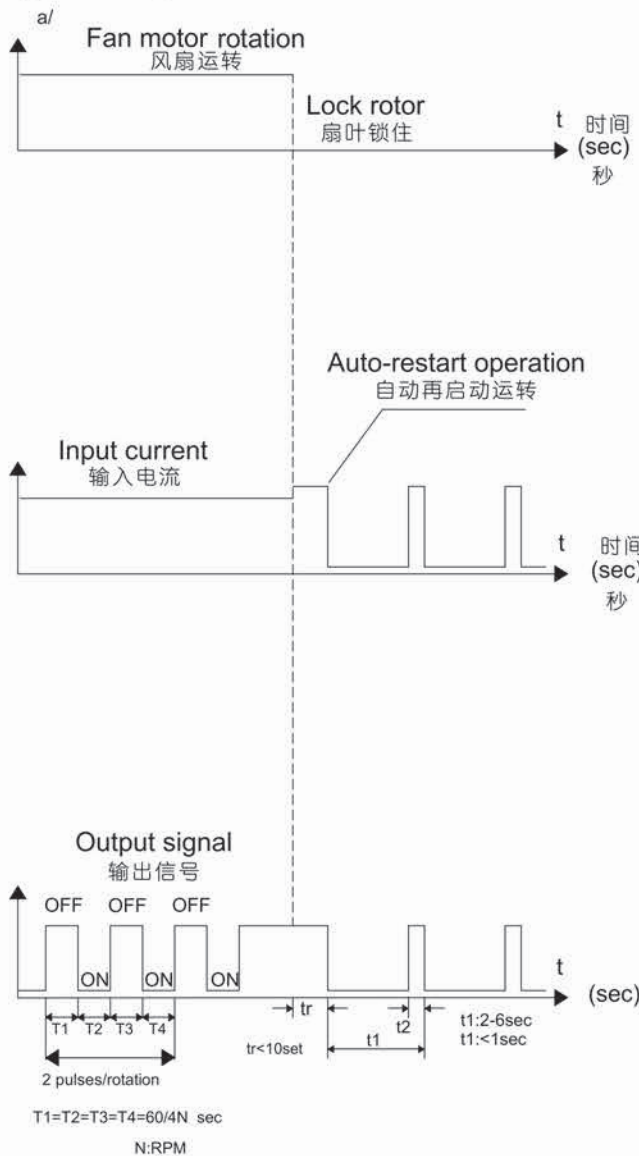 a/
Fan motor rotation
风扇运转
Lock rotor
扇叶锁住
t 时间
(sec)
秒
Auto-restart operation
自动再启动运转
Input current
输入电流
t 时间
(sec)
秒
Output signal
输出信号
OFF OFF OFF
ON ON ON
t
(sec)
T1 T2 T3 T4
tr
t2
t1:2-6sec
t1:<1sec
tr<10set
t1
2 pulses/rotation
T1=T2=T3=T4=60/4N sec
N:RPM